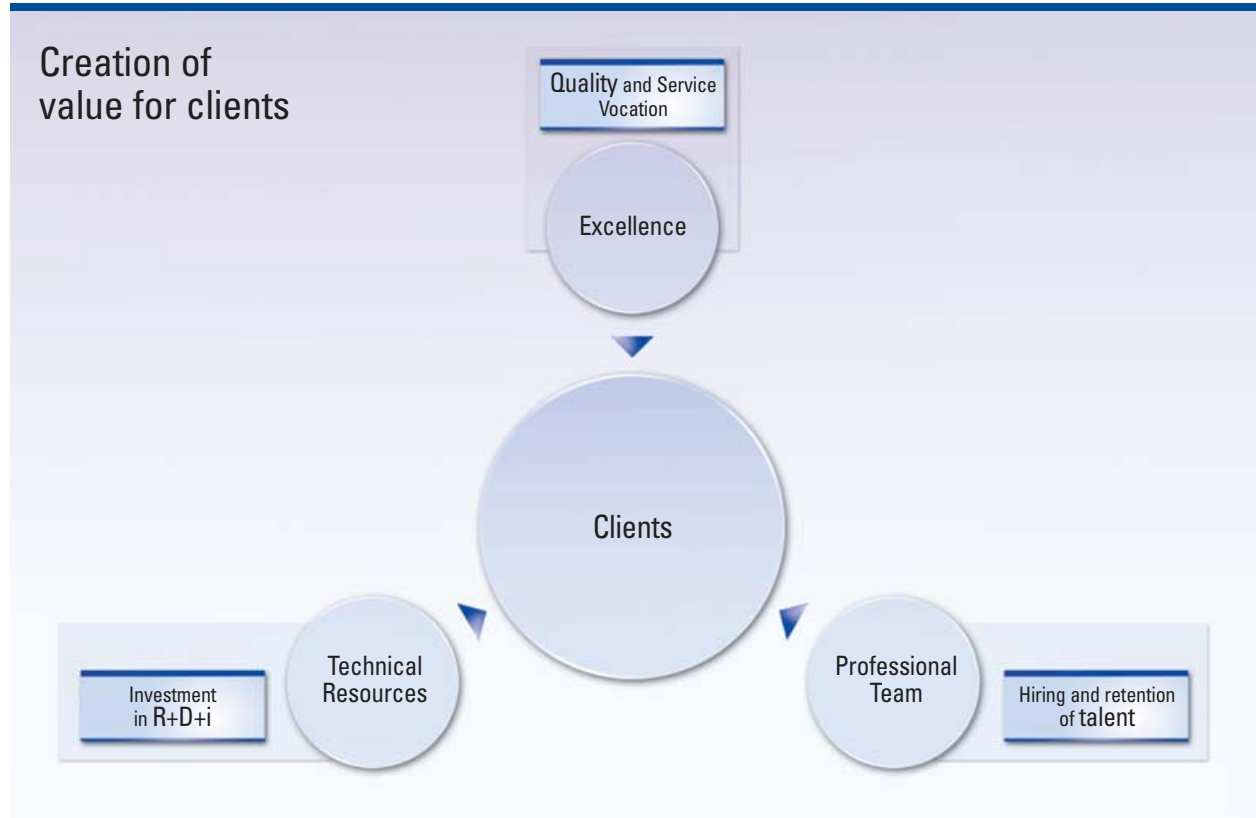 Creation of
value for clients
Quality and Service
Vocation
Excellence
Clients
Technical
Resources
Investment
in R+D+i
Professional
Team
Hiring and retention
of talent